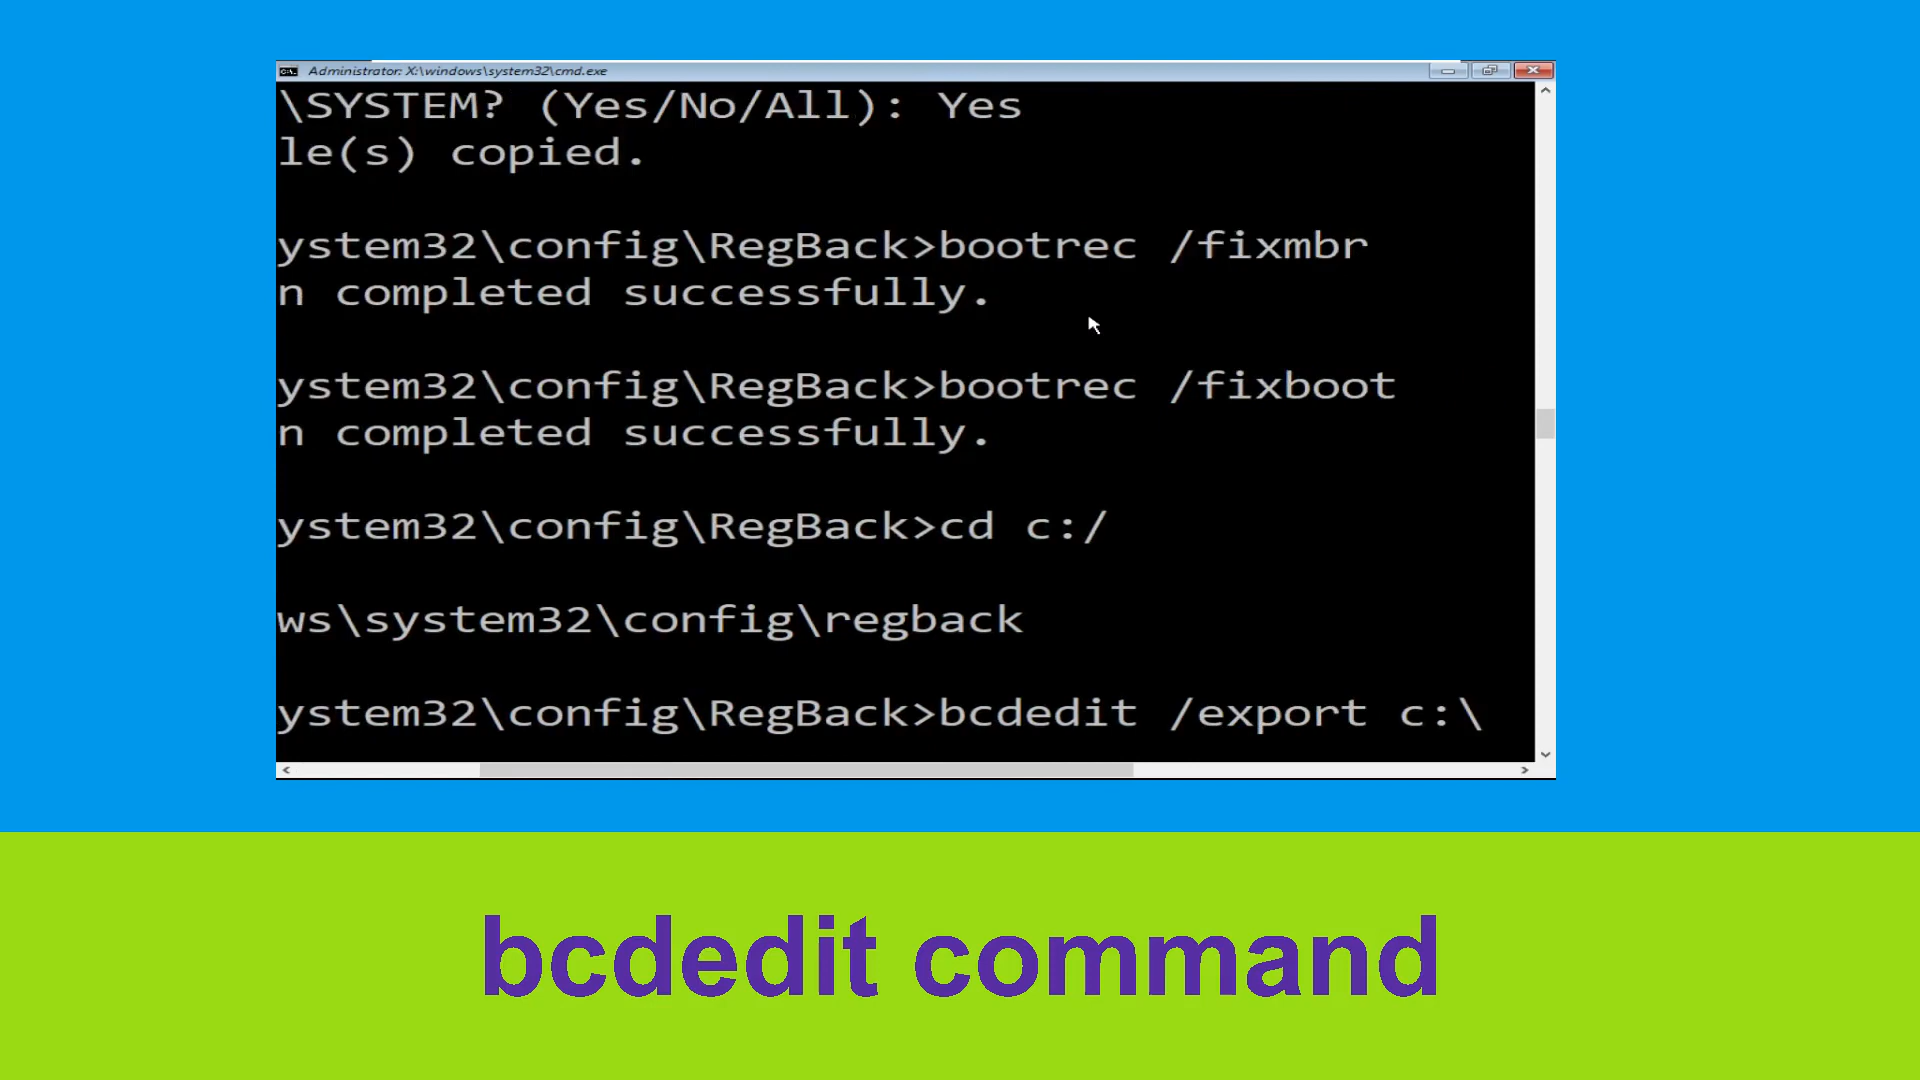 Administrator: X:\windows\system32\cmd.exe
\SYSTEM? (Yes/No/All): Yes
le(s) copied.
ystem32\config\RegBack>bootrec /fixmbr
n completed successfully.
ystem32\config\RegBack>bootrec /fixboot
n completed successfully.
ystem32\config\RegBack>cd c:/
ws\system32\config\regback
ystem32\config\RegBack>bcdedit /export c:\
bcdedit command